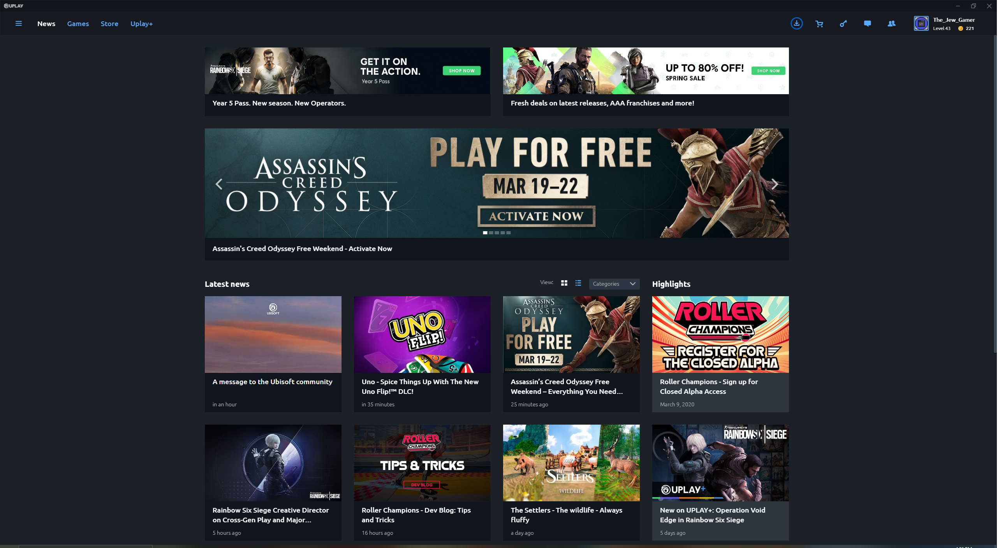 UPLAY
News
Games
Store
Uplay+
The_Jew_Gamer
Level 43
221
TOM CLANCY'S
RAINBOW SIX | SIEGE
GET IT ON
THE ACTION.
Year 5 Pass
SHOP NOW
Year 5 Pass. New season. New Operators.
UP TO 80% OFF!
SPRING SALE
SHOP NOW
Fresh deals on latest releases, AAA franchises and more!
ASSASSIN'S
CREED
ODYSSEY
PLAY FOR FREE
MAR 19–22
ACTIVATE NOW
Assassin's Creed Odyssey Free Weekend - Activate Now
Latest news
View:
Categories
Highlights
UBISOFT
A message to the Ubisoft community
in an hour
UNO
FLIP!™
Uno - Spice Things Up With The New
Uno Flip!™ DLC!
in 35 minutes
ASSASSIN'S
CREED
ODYSSEY
PLAY
FOR FREE
MAR 19–22
Assassin’s Creed Odyssey Free
Weekend – Everything You Need...
25 minutes ago
ROLLER
CHAMPIONS
REGISTER FOR
THE CLOSED ALPHA
Roller Champions - Sign up for
Closed Alpha Access
March 9, 2020
TOM CLANCY'S
RAINBOW SIX | SIEGE
Rainbow Six Siege Creative Director
on Cross-Gen Play and Major...
5 hours ago
ROLLER
CHAMPIONS
TIPS & TRICKS
DEV BLOG
Roller Champions - Dev Blog: Tips
and Tricks
16 hours ago
THE
SETTLERS
WILDLIFE
The Settlers - The wildlife - Always
fluffy
a day ago
TOM CLANCY'S
RAINBOW SIX | SIEGE
UPLAY+
New on UPLAY+: Operation Void
Edge in Rainbow Six Siege
5 days ago